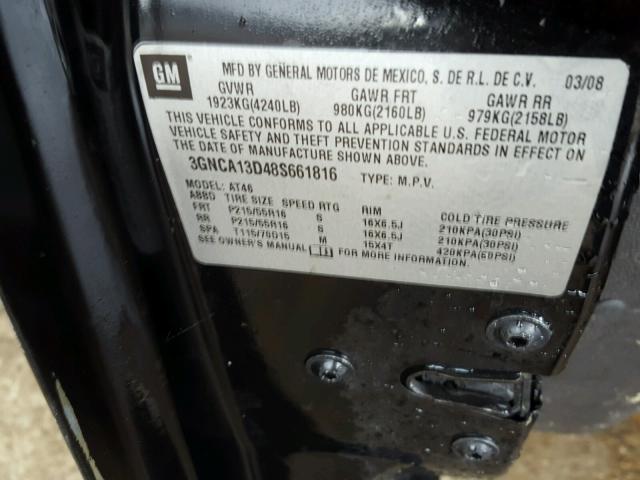 GM
MFD BY GENERAL MOTORS DE MEXICO, S. DE R.L. DE C.V. 03/08
GVWR GAWR FRT GAWR RR
1923KG(4240LB) 980KG(2160LB) 979KG(2158LB)
THIS VEHICLE CONFORMS TO ALL APPLICABLE U.S. FEDERAL MOTOR
VEHICLE SAFETY AND THEFT PREVENTION STANDARDS IN EFFECT ON
THE DATE OF MANUFACTURE SHOWN ABOVE.
3GNCA13D48S661816 TYPE: M.P.V.
MODEL: AT46
ABBD TIRE SIZE SPEED RTG RIM COLD TIRE PRESSURE
FRT P215/55R16 S 16X6.5J 210KPA(30PSI)
RR P215/55R16 S 16X6.5J 210KPA(30PSI)
SPA T115/70D15 M 15X4T 420KPA(60PSI)
SEE OWNER'S MANUAL FOR MORE INFORMATION.